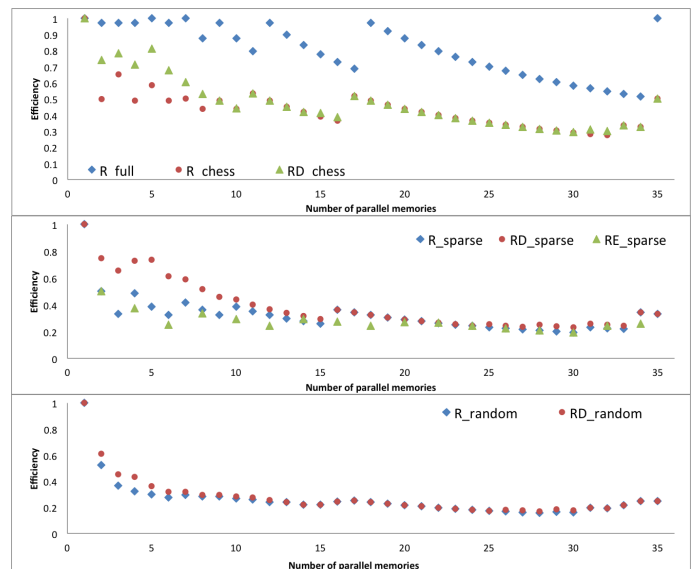 1
0.9
0.8
0.7
0.6
0.5
0.4
0.3
0.2
0.1
0
Efficiency
R_full R_chess RD_chess
0 5 10 15 20 25 30 35
Number of parallel memories
1
0.8
0.6
0.4
0.2
0
Efficiency
R_sparse RD_sparse RE_sparse
0 5 10 15 20 25 30 35
Number of parallel memories
1
0.8
0.6
0.4
0.2
0
Efficiency
R_random RD_random
0 5 10 15 20 25 30 35
Number of parallel memories